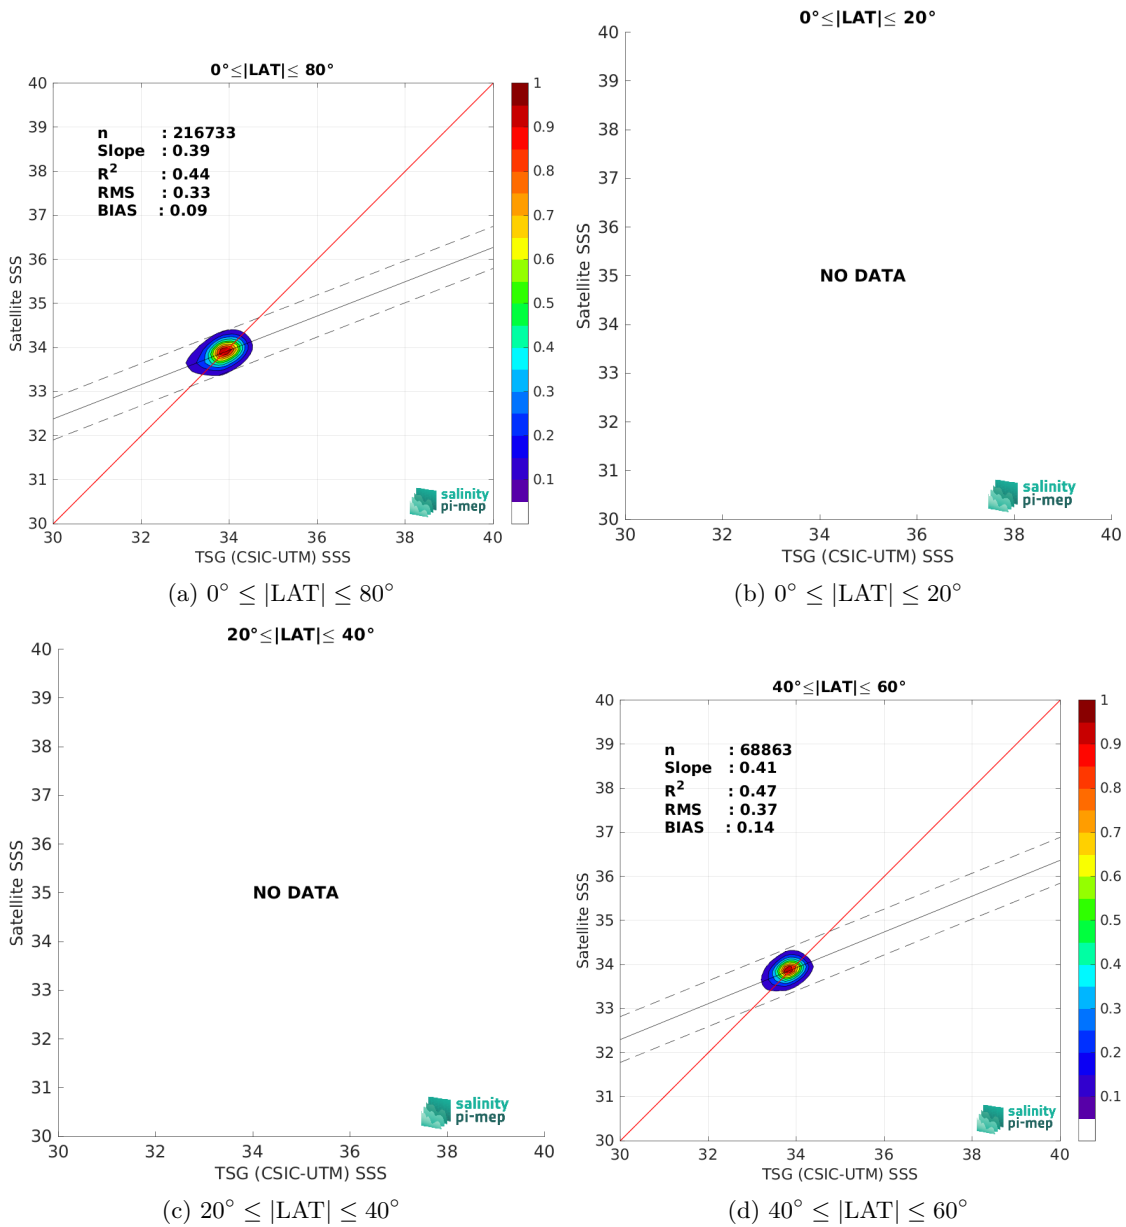 0°≤|LAT|≤ 80°
n : 216733
Slope : 0.39
R² : 0.44
RMS : 0.33
BIAS : 0.09
40
39
38
37
36
35
34
33
32
31
30
Satellite SSS
30 32 34 36 38 40
TSG (CSIC-UTM) SSS
1
0.9
0.8
0.7
0.6
0.5
0.4
0.3
0.2
0.1
salinity
pi-mep
(a) 0° ≤ |LAT| ≤ 80°
0°≤|LAT|≤ 20°
40
39
38
37
36
35
34
33
32
31
30
Satellite SSS
NO DATA
salinity
pi-mep
30 32 34 36 38 40
TSG (CSIC-UTM) SSS
(b) 0° ≤ |LAT| ≤ 20°
20°≤|LAT|≤ 40°
40
39
38
37
36
35
34
33
32
31
30
Satellite SSS
NO DATA
salinity
pi-mep
30 32 34 36 38 40
TSG (CSIC-UTM) SSS
(c) 20° ≤ |LAT| ≤ 40°
40°≤|LAT|≤ 60°
n : 68863
Slope : 0.41
R² : 0.47
RMS : 0.37
BIAS : 0.14
40
39
38
37
36
35
34
33
32
31
30
Satellite SSS
30 32 34 36 38 40
TSG (CSIC-UTM) SSS
1
0.9
0.8
0.7
0.6
0.5
0.4
0.3
0.2
0.1
salinity
pi-mep
(d) 40° ≤ |LAT| ≤ 60°